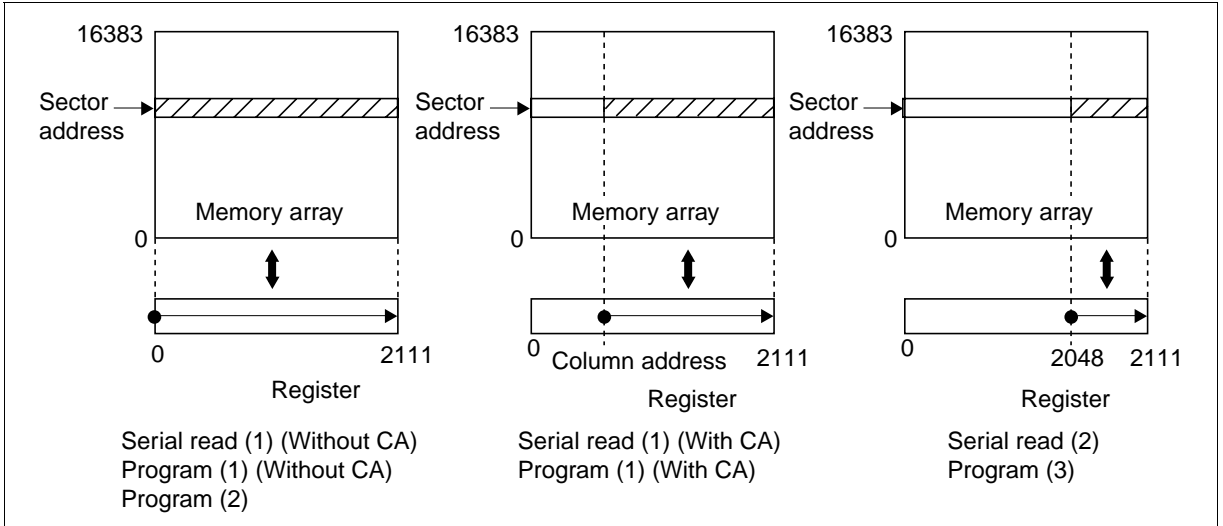 16383
Sector
address
Memory array
0
0
2111
Register
Serial read (1) (Without CA)
Program (1) (Without CA)
Program (2)
16383
Sector
address
Memory array
0
0
Column address
2111
Register
Serial read (1) (With CA)
Program (1) (With CA)
16383
Sector
address
Memory array
0
0
2048
2111
Register
Serial read (2)
Program (3)